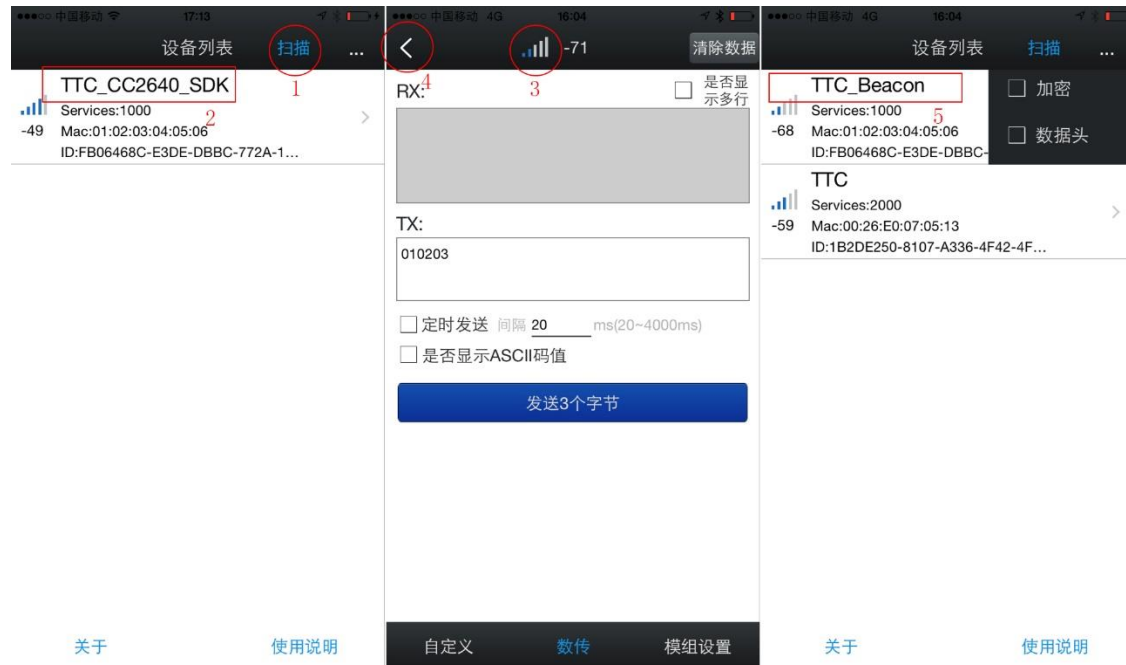 中国移动 17:13
设备列表 扫描 ...
1
TTC_CC2640_SDK
Services:1000
2
-49 Mac:01:02:03:04:05:06
ID:FB06468C-E3DE-DBBC-772A-1...
关于 使用说明
中国移动 4G 16:04
-71 清除数据
4 3
RX: 是否显
示多行
TX:
010203
定时发送 间隔 20 ms(20~4000ms)
是否显示ASCII码值
发送3个字节
自定义 数传 模组设置
中国移动 4G 16:04
设备列表 扫描 ...
TTC_Beacon
加密
Services:1000
5
-68 Mac:01:02:03:04:05:06
数据头
ID:FB06468C-E3DE-DBBC-
TTC
Services:2000
-59 Mac:00:26:E0:07:05:13
ID:1B2DE250-8107-A336-4F42-4F...
关于 使用说明